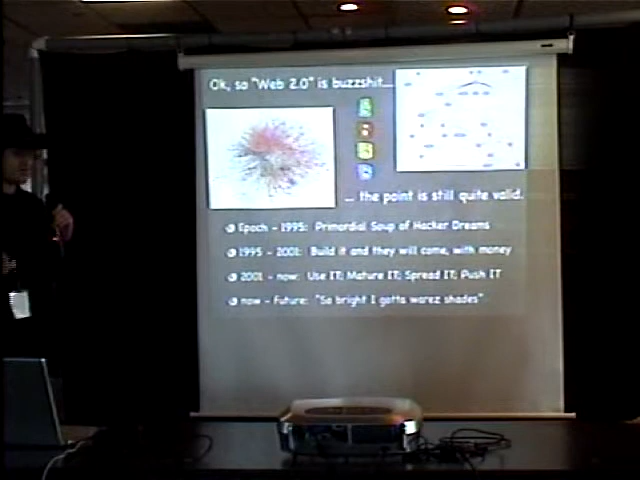 Ok, so "Web 2.0" is buzzshit...
... the point is still quite valid.
Epoch - 1995: Primordial Soup of Hacker Dreams
1995 - 2001: Build it and they will come, with money
2001 - now: Use IT; Mature IT; Spread IT; Push IT
now - Future: "So bright I gotta warez shades"